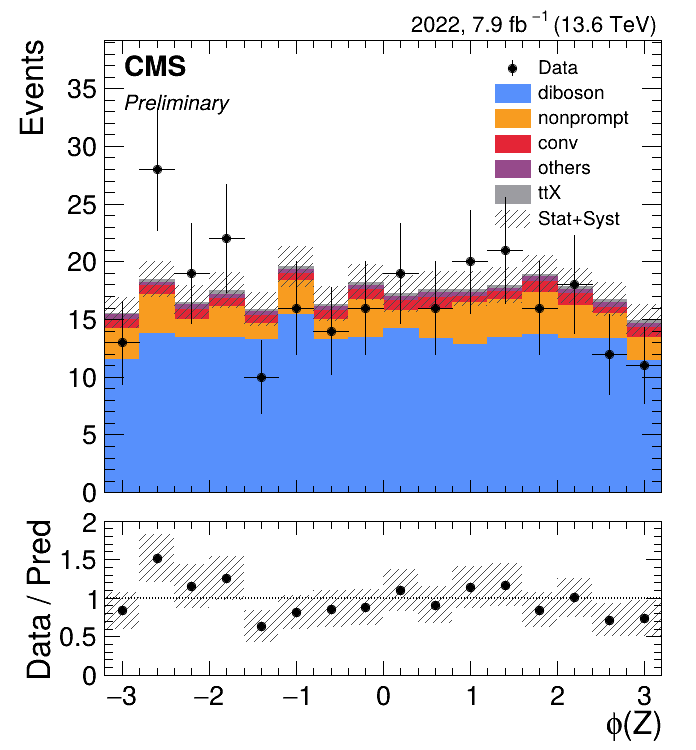 2022, 7.9 fb⁻¹ (13.6 TeV)
CMS
Preliminary
Events
35
30
25
20
15
10
5
0
Data
diboson
nonprompt
conv
others
ttX
Stat+Syst
Data / Pred
2
1.5
1
0.5
0
−3 −2 −1 0 1 2 3
ϕ(Z)